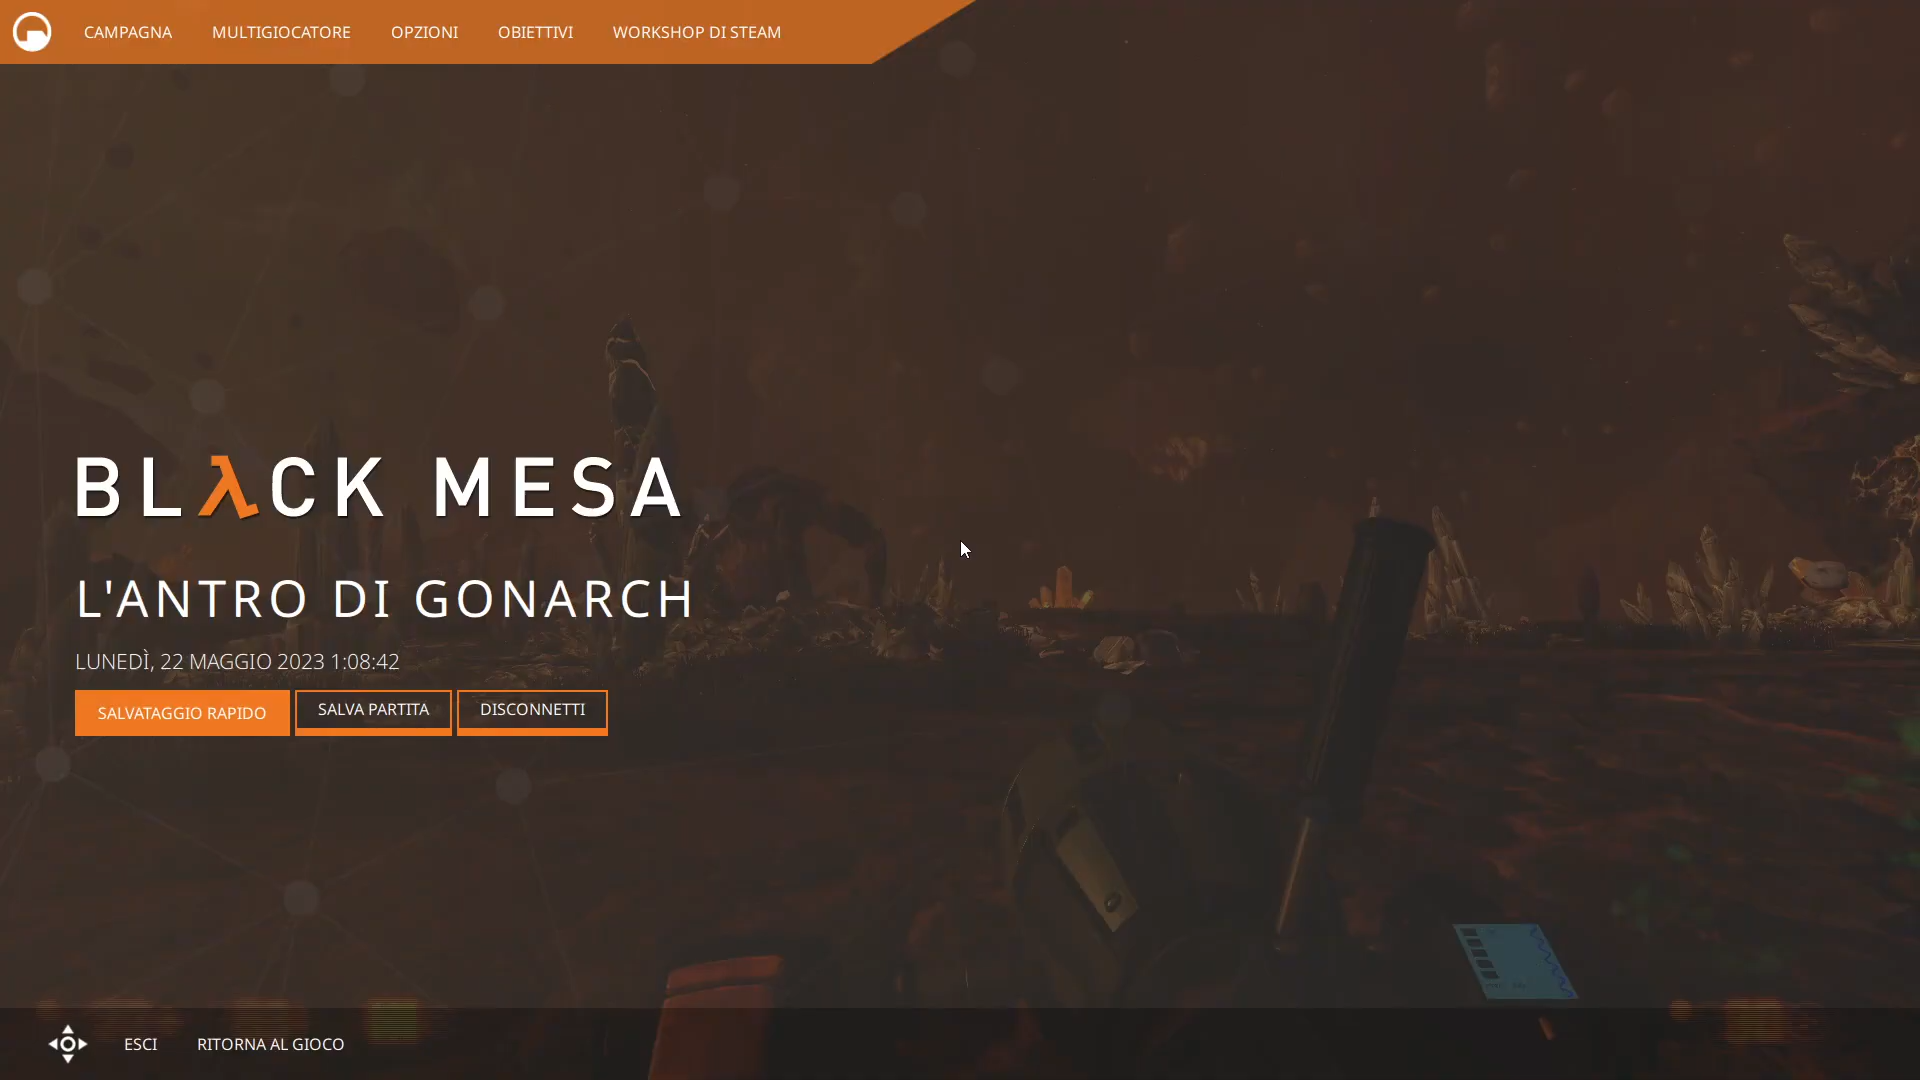 CAMPAGNA MULTIGIOCATORE OPZIONI OBIETTIVI WORKSHOP DI STEAM
BLλCK MESA
L'ANTRO DI GONARCH
LUNEDÌ, 22 MAGGIO 2023 1:08:42
SALVATAGGIO RAPIDO SALVA PARTITA DISCONNETTI
ESCI RITORNA AL GIOCO